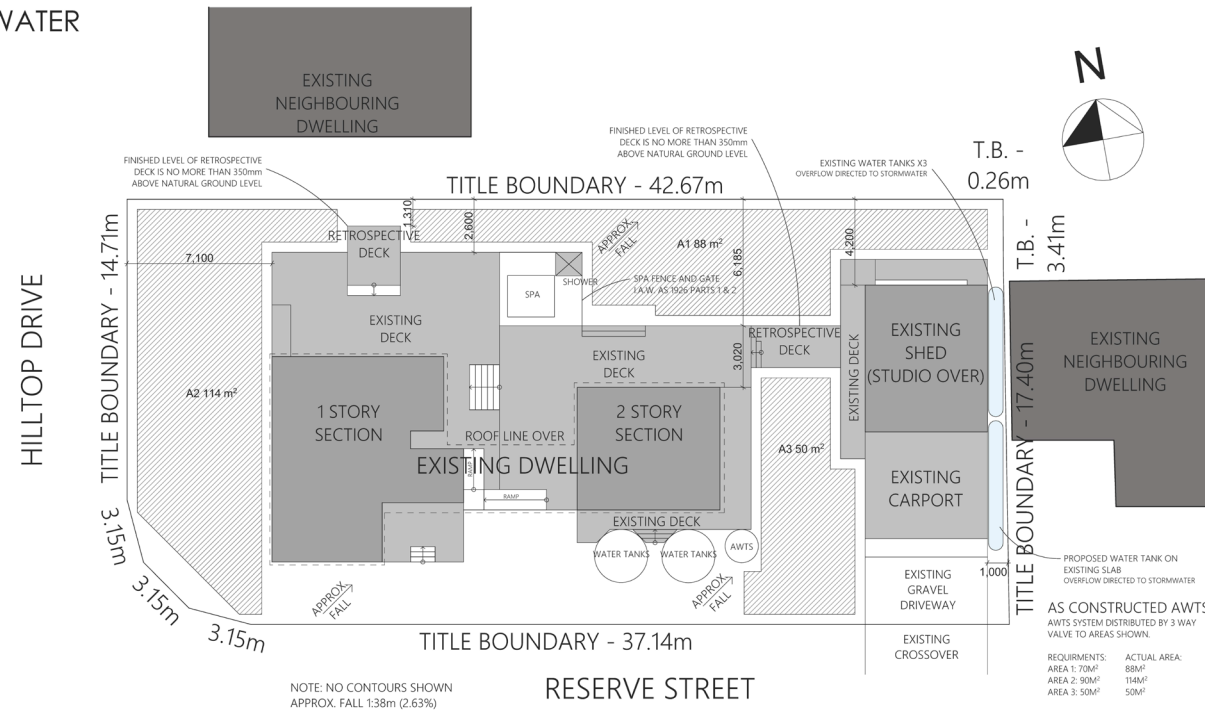 WATER
EXISTING
NEIGHBOURING
DWELLING
N
FINISHED LEVEL OF RETROSPECTIVE
DECK IS NO MORE THAN 350mm
ABOVE NATURAL GROUND LEVEL
FINISHED LEVEL OF RETROSPECTIVE
DECK IS NO MORE THAN 350mm
ABOVE NATURAL GROUND LEVEL
EXISTING WATER TANKS X3
OVERFLOW DIRECTED TO STORMWATER
T.B. -
0.26m
TITLE BOUNDARY - 42.67m
T.B. -
3.41m
HILLTOP DRIVE
TITLE BOUNDARY - 14.71m
7,100
RETROSPECTIVE
DECK
1,310
2,600
APPROX.
FALL
A1 88 m²
6,185
4,200
SHOWER
SPA
SPA FENCE AND GATE
I.A.W. AS 1926 PARTS 1 & 2
EXISTING
DECK
EXISTING
DECK
3,020
RETROSPECTIVE
DECK
EXISTING DECK
EXISTING
SHED
(STUDIO OVER)
EXISTING
NEIGHBOURING
DWELLING
TITLE BOUNDARY - 17.40m
A2 114 m²
1 STORY
SECTION
2 STORY
SECTION
ROOF LINE OVER
EXISTING DWELLING
RAMP
RAMP
A3 50 m²
EXISTING
CARPORT
EXISTING DECK
WATER TANKS
WATER TANKS
AWTS
3.15m
3.15m
3.15m
APPROX.
FALL
APPROX.
FALL
EXISTING
GRAVEL
DRIVEWAY
1,000
PROPOSED WATER TANK ON
EXISTING SLAB
OVERFLOW DIRECTED TO STORMWATER
EXISTING
CROSSOVER
TITLE BOUNDARY - 37.14m
RESERVE STREET
NOTE: NO CONTOURS SHOWN
APPROX. FALL 1:38m (2.63%)
AS CONSTRUCTED AWTS
AWTS SYSTEM DISTRIBUTED BY 3 WAY
VALVE TO AREAS SHOWN.
REQUIRMENTS: ACTUAL AREA:
AREA 1: 70M² 88M²
AREA 2: 90M² 114M²
AREA 3: 50M² 50M²